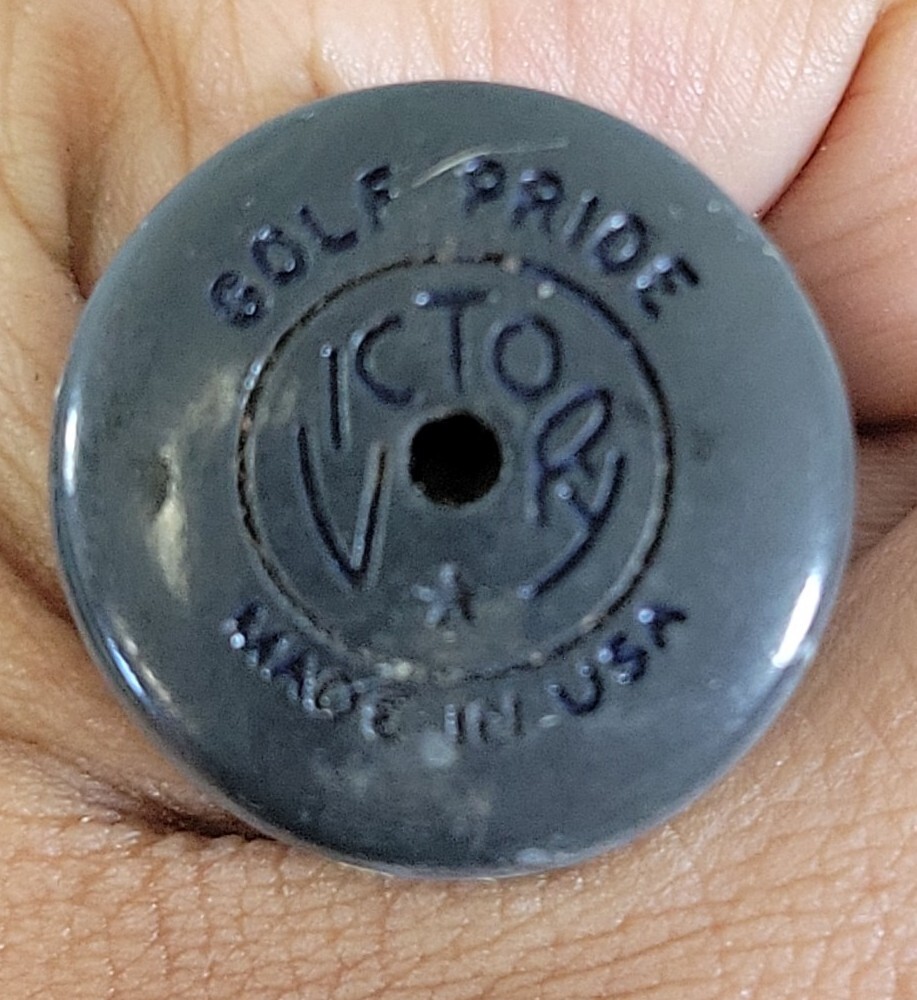 GOLF PRIDE
VICTORY
*
MADE IN USA